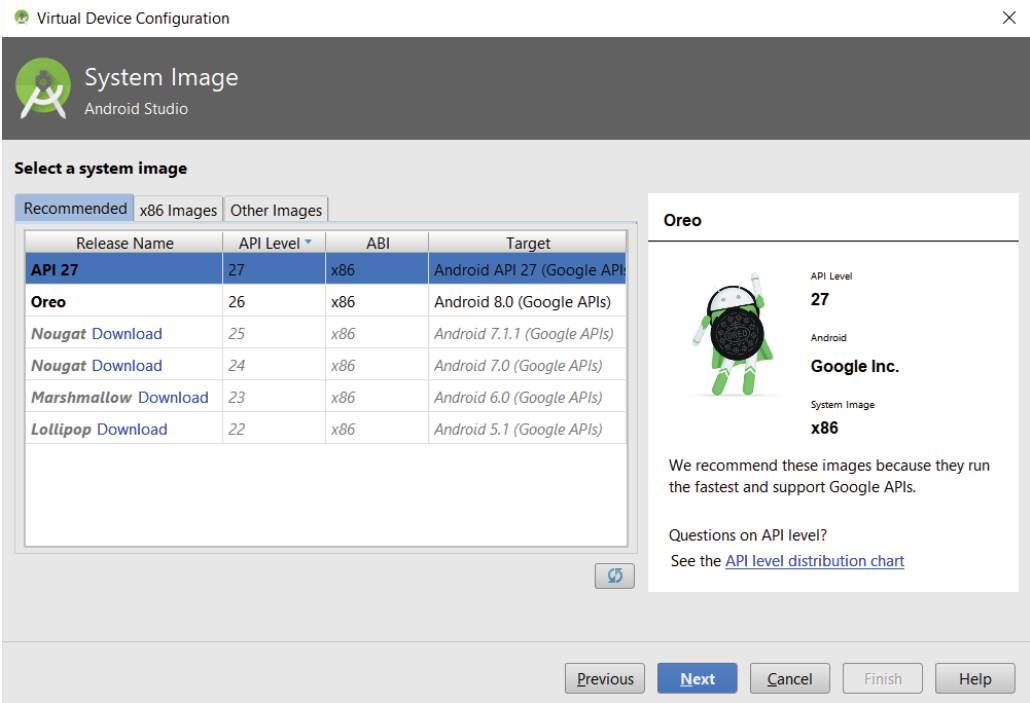 Virtual Device Configuration
System Image
Android Studio
Select a system image
Recommended x86 Images Other Images
Release Name API Level ABI Target
API 27 27 x86 Android API 27 (Google APIs
Oreo 26 x86 Android 8.0 (Google APIs)
Nougat Download 25 x86 Android 7.1.1 (Google APIs)
Nougat Download 24 x86 Android 7.0 (Google APIs)
Marshmallow Download 23 x86 Android 6.0 (Google APIs)
Lollipop Download 22 x86 Android 5.1 (Google APIs)
Oreo
API Level
27
Android
Google Inc.
System Image
x86
We recommend these images because they run
the fastest and support Google APIs.
Questions on API level?
See the API level distribution chart
Previous Next Cancel Finish Help